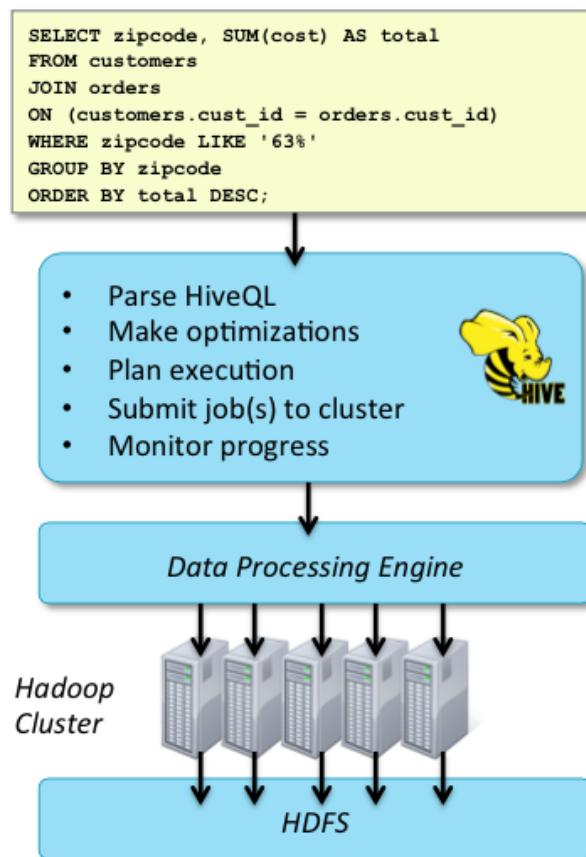 SELECT zipcode, SUM(cost) AS total
FROM customers
JOIN orders
ON (customers.cust_id = orders.cust_id)
WHERE zipcode LIKE '63%'
GROUP BY zipcode
ORDER BY total DESC;
• Parse HiveQL
• Make optimizations
• Plan execution
• Submit job(s) to cluster
• Monitor progress
HIVE
Data Processing Engine
Hadoop
Cluster
HDFS